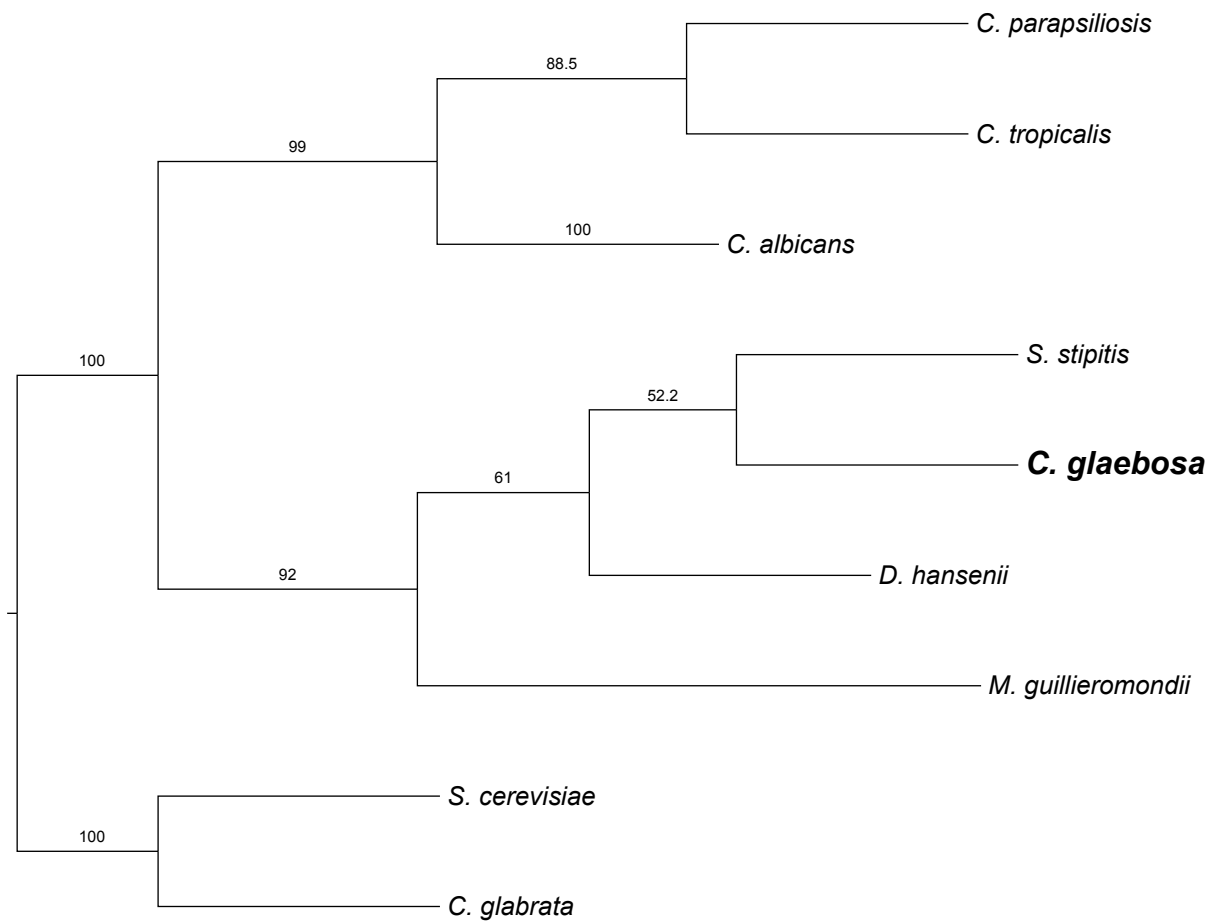 C. parapsiliosis
88.5
C. tropicalis
99
100
C. albicans
S. stipitis
100
52.2
C. glaebosa
61
D. hansenii
92
M. guillieromondii
S. cerevisiae
100
C. glabrata